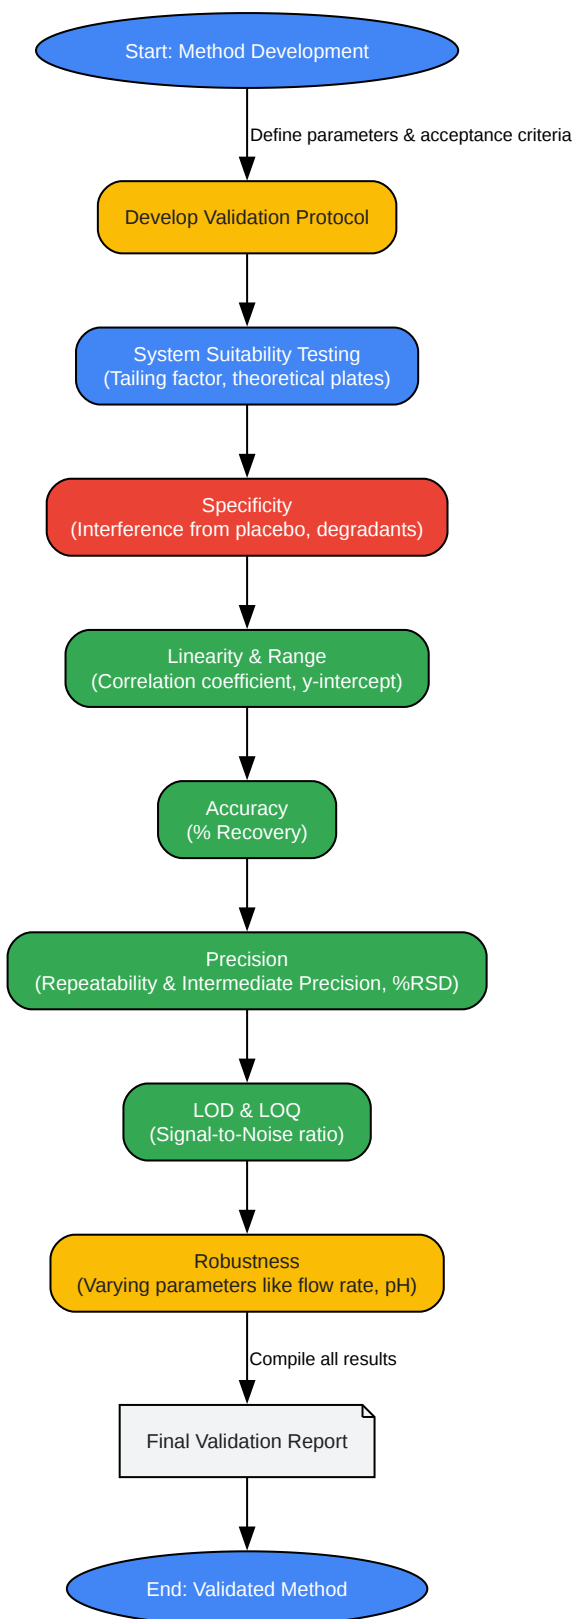 Start: Method Development
Define parameters & acceptance criteria
Develop Validation Protocol
System Suitability Testing
(Tailing factor, theoretical plates)
Specificity
(Interference from placebo, degradants)
Linearity & Range
(Correlation coefficient, y-intercept)
Accuracy
(% Recovery)
Precision
(Repeatability & Intermediate Precision, %RSD)
LOD & LOQ
(Signal-to-Noise ratio)
Robustness
(Varying parameters like flow rate, pH)
Compile all results
Final Validation Report
End: Validated Method